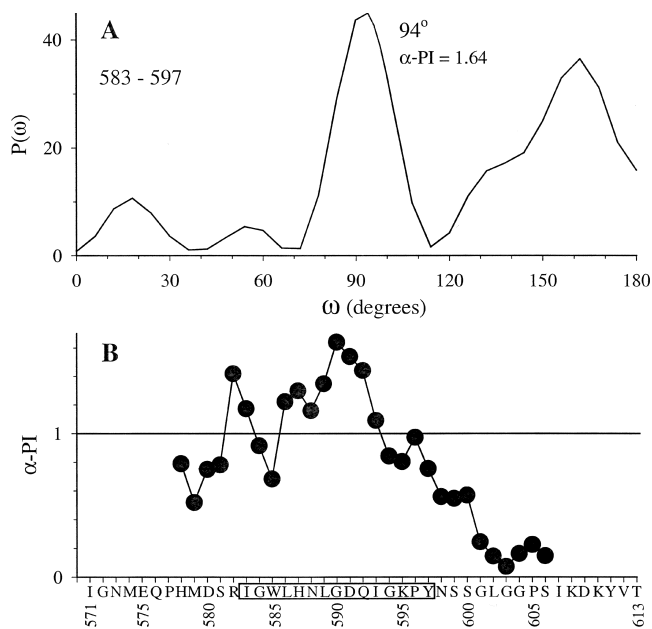 A
94°
α-PI = 1.64
583 - 597
P(ω)
40
20
0
0 30 60 90 120 150 180
ω (degrees)
B
α-PI
1
0
IGNMEQPHMDSRIGWLHNLGDQIGKPYNSSGLGGPSIKDKYVT
571 575 580 585 590 595 600 605 613